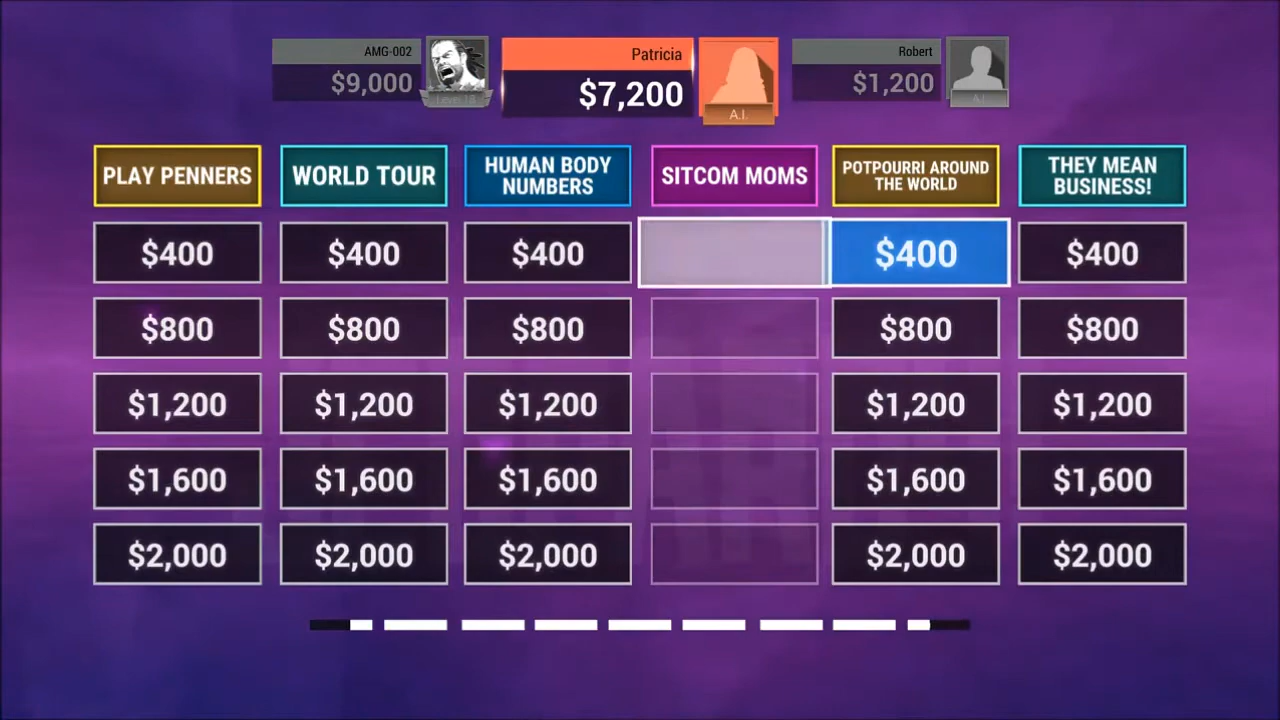 AMG-002
$9,000
Patricia
$7,200
A.I.
Robert
$1,200
A.I.
PLAY PENNERS
WORLD TOUR
HUMAN BODY
NUMBERS
SITCOM MOMS
POTPOURRI AROUND
THE WORLD
THEY MEAN
BUSINESS!
$400
$400
$400
$400
$400
$800
$800
$800
$800
$800
$1,200
$1,200
$1,200
$1,200
$1,200
$1,600
$1,600
$1,600
$1,600
$1,600
$2,000
$2,000
$2,000
$2,000
$2,000